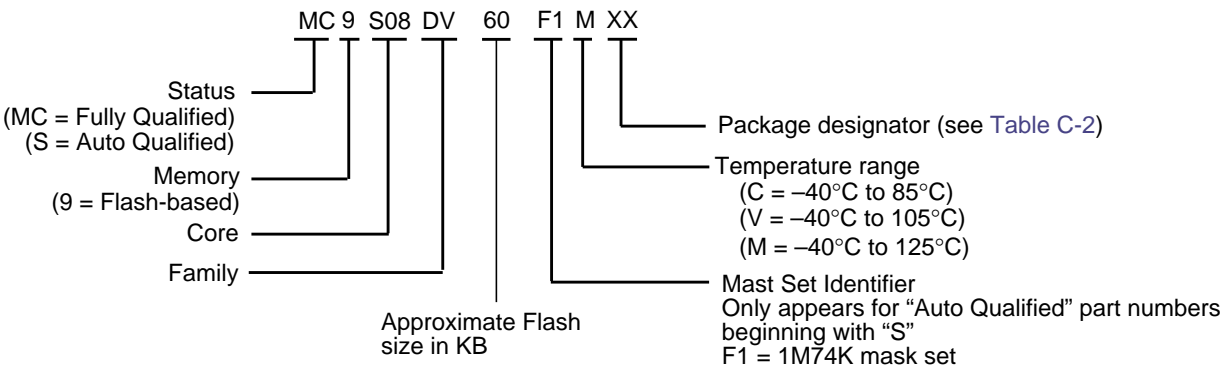 MC 9 S08 DV 60 F1 M XX
Status
(MC = Fully Qualified)
(S = Auto Qualified)
Memory
(9 = Flash-based)
Core
Family
Approximate Flash
size in KB
Package designator (see Table C-2)
Temperature range
(C = –40°C to 85°C)
(V = –40°C to 105°C)
(M = –40°C to 125°C)
Mast Set Identifier
Only appears for “Auto Qualified” part numbers
beginning with “S”
F1 = 1M74K mask set